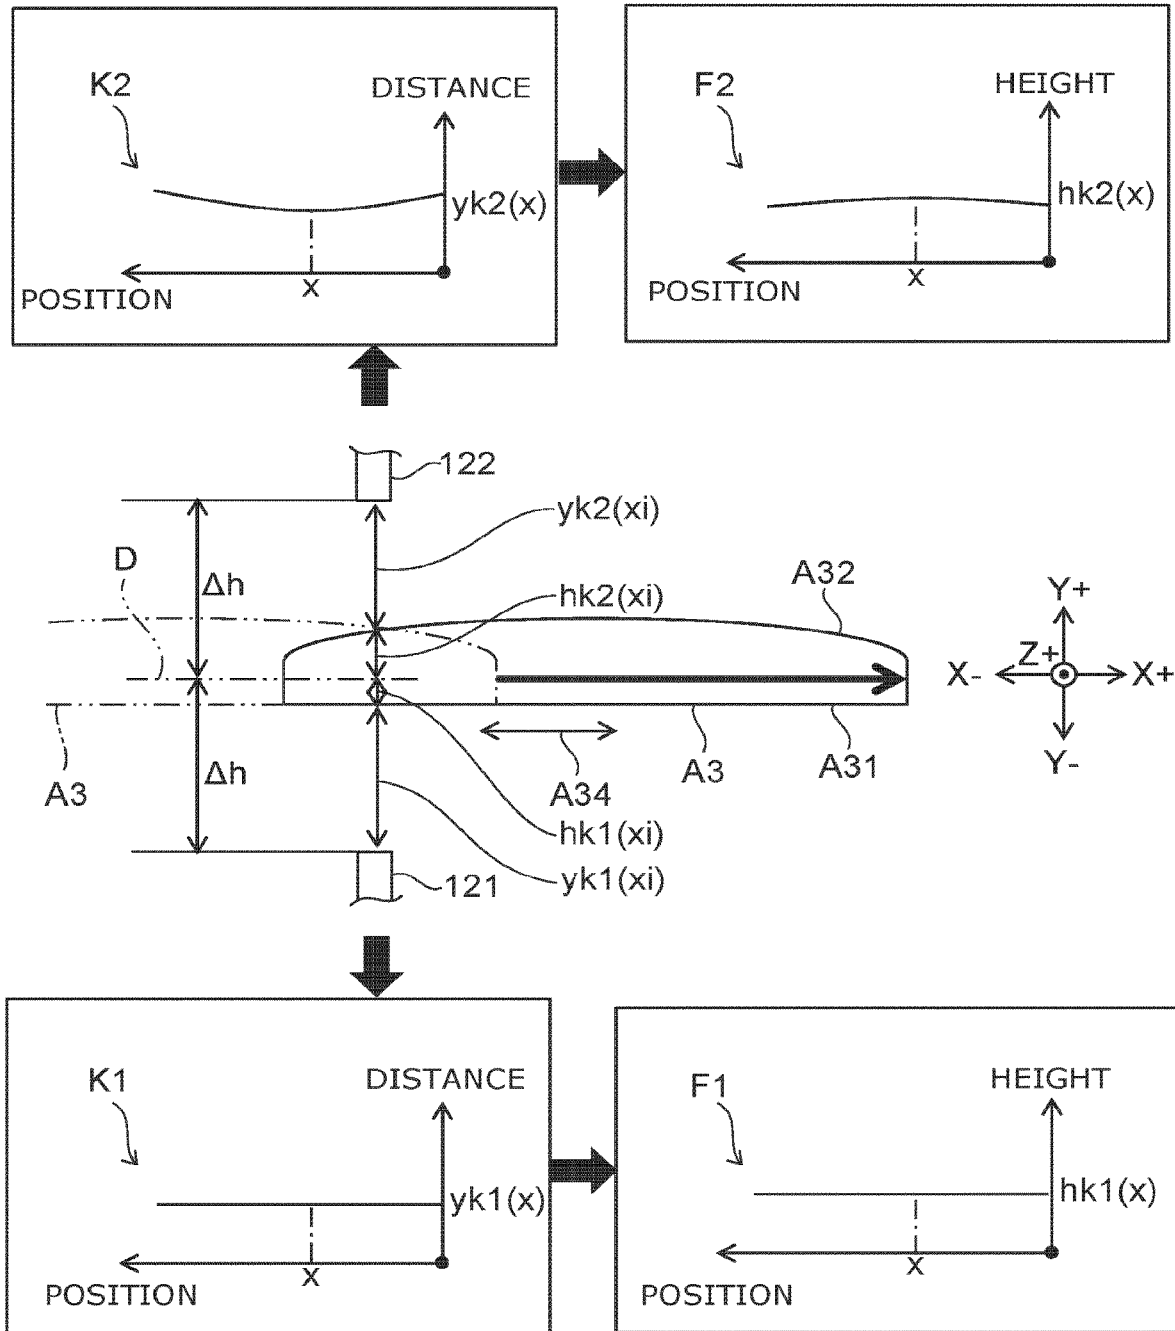 K2
DISTANCE
yk2(x)
x
POSITION
F2
HEIGHT
hk2(x)
x
POSITION
122
yk2(xi)
D
Δh
hk2(xi)
A32
Y+
Z+
X-
X+
Y-
A3
Δh
A34
A3
A31
hk1(xi)
yk1(xi)
121
K1
DISTANCE
yk1(x)
x
POSITION
F1
HEIGHT
hk1(x)
x
POSITION